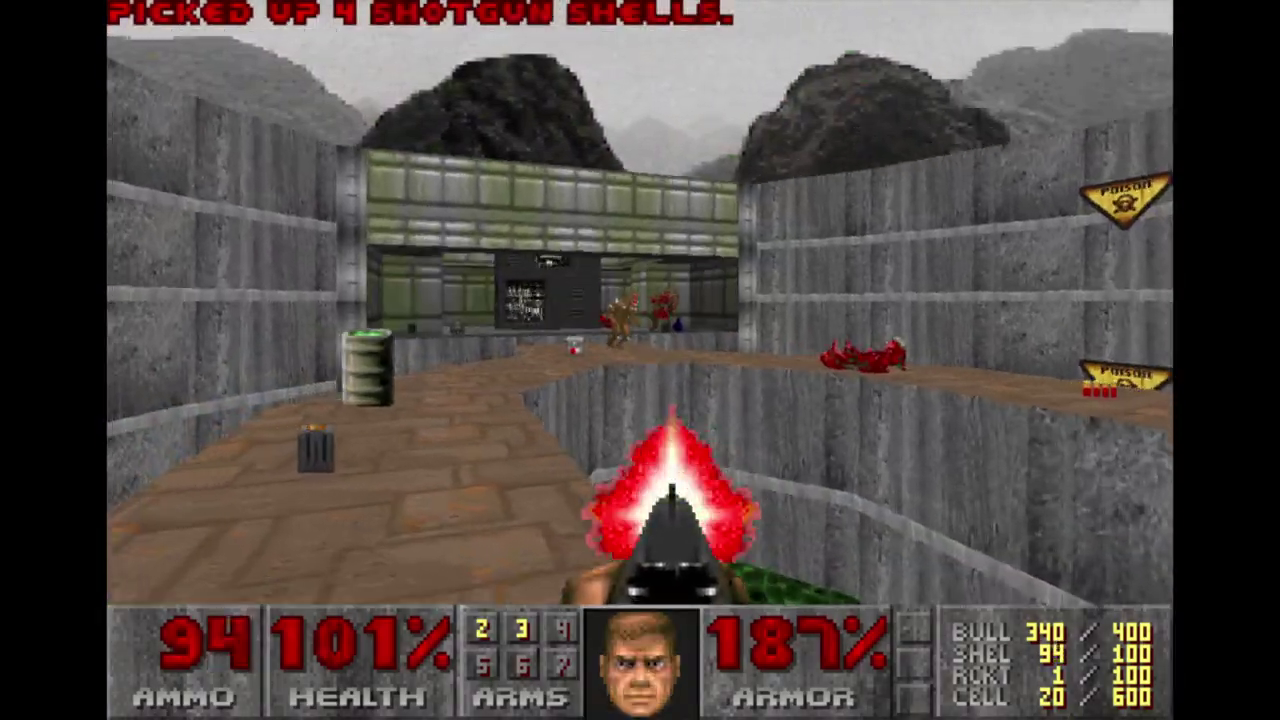 PICKED UP 4 SHOTGUN SHELLS.
POISON
POISON
94 101% 2 3 4 187% BULL 340 / 400
5 6 7 SHEL 94 / 100
RCKT 1 / 100
AMMO HEALTH ARMS ARMOR CELL 20 / 600